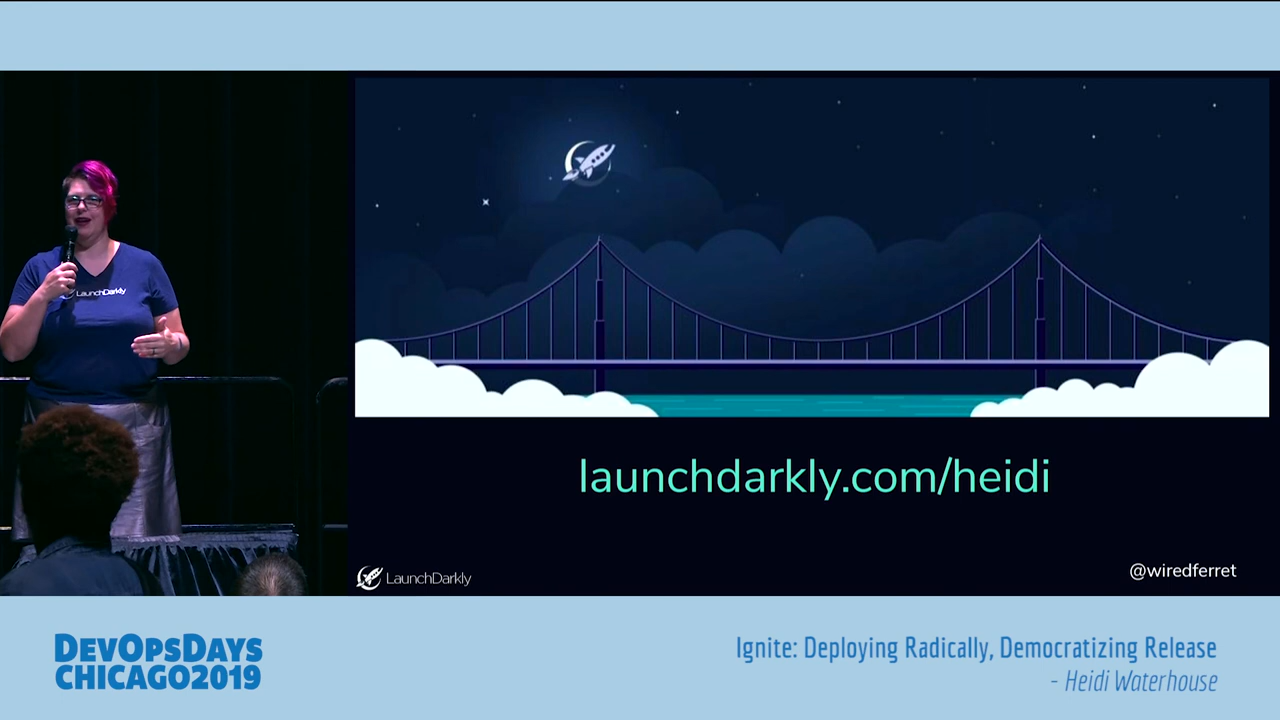 LaunchDarkly
launchdarkly.com/heidi
LaunchDarkly
@wiredferret
DEVOPSDAYS
CHICAGO2019
Ignite: Deploying Radically, Democratizing Release
- Heidi Waterhouse